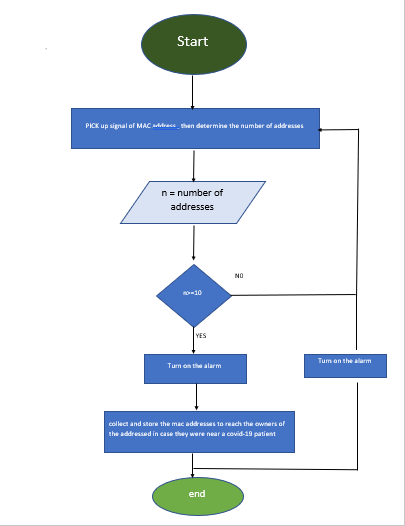 Start
PICK up signal of MAC address , then determine the number of addresses
n = number of
addresses
n>=10
NO
YES
Turn on the alarm
Turn on the alarm
collect and store the mac addresses to reach the owners of
the addressed in case they were near a covid-19 patient
end